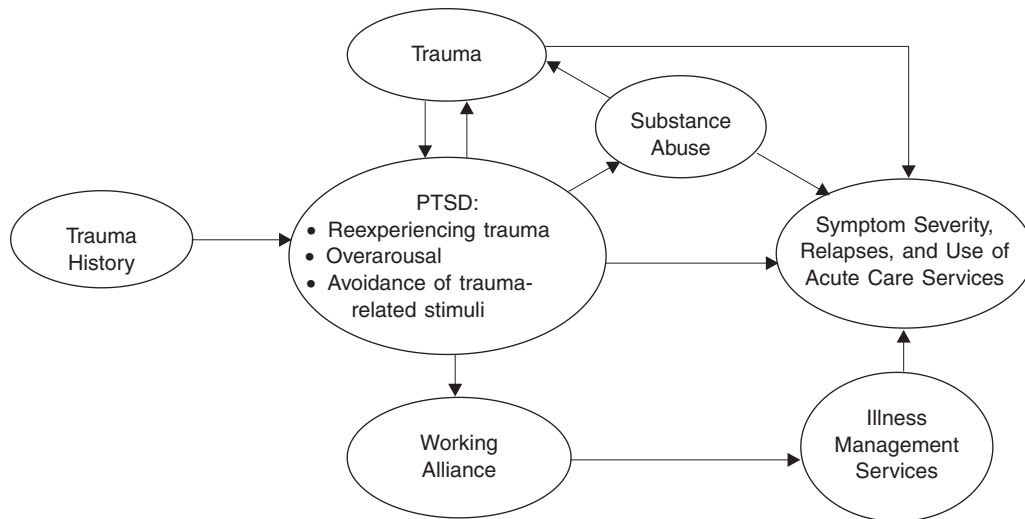 Trauma
Substance
Abuse
PTSD:
• Reexperiencing trauma
• Overarousal
• Avoidance of trauma-
related stimuli
Trauma
History
Symptom Severity,
Relapses, and Use of
Acute Care Services
Working
Alliance
Illness
Management
Services